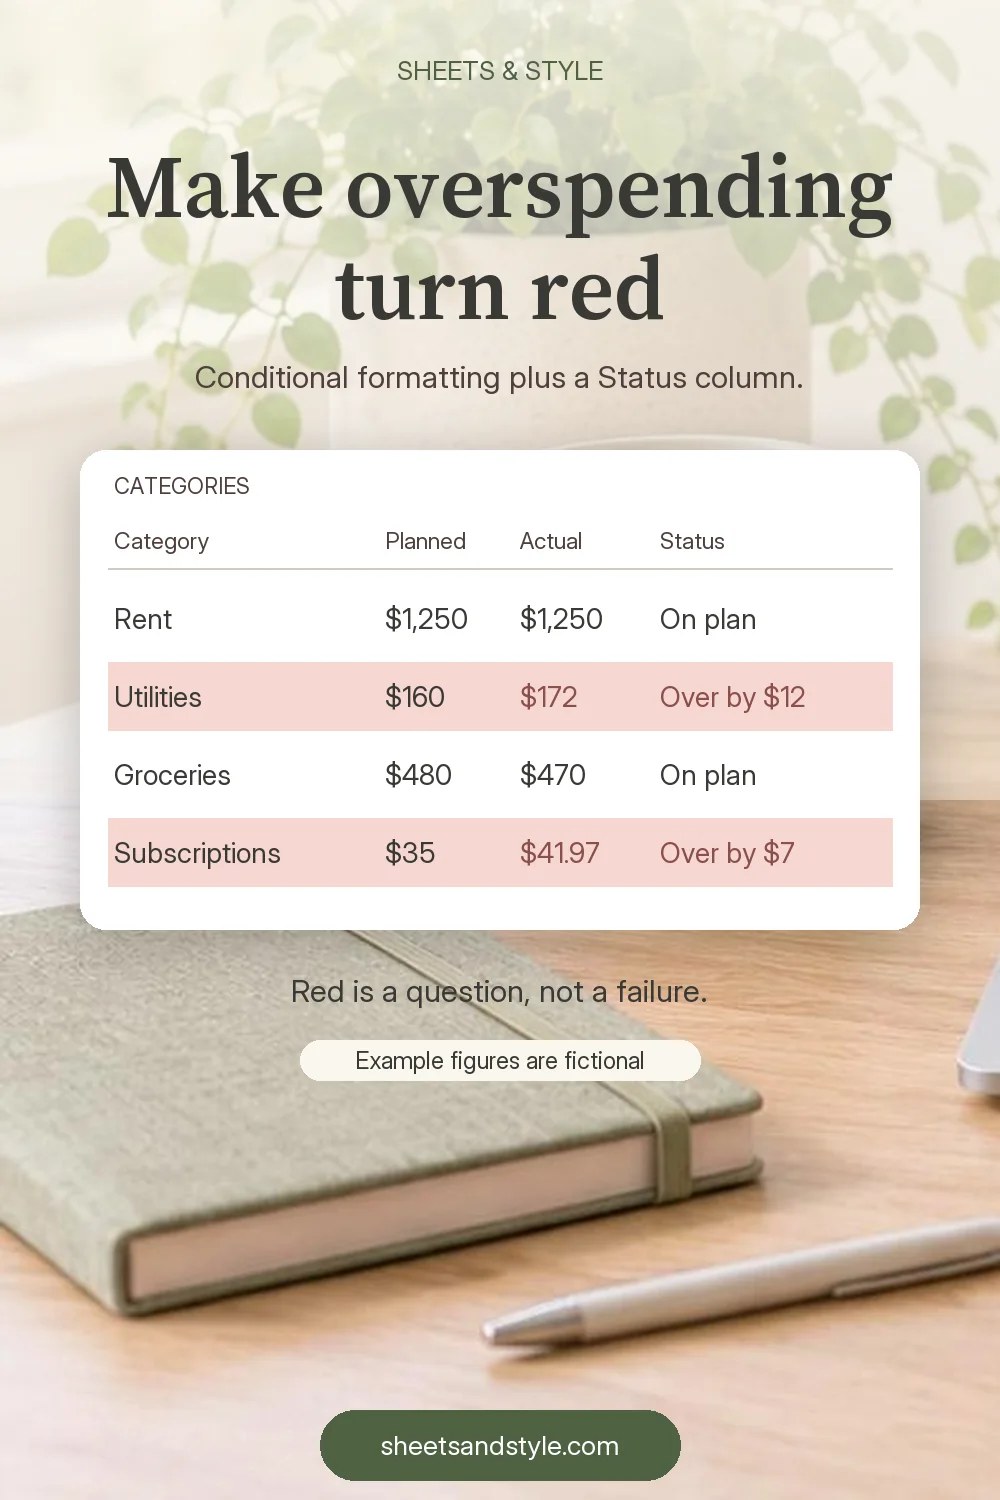 SHEETS & STYLE
Make overspending
turn red
Conditional formatting plus a Status column.
CATEGORIES
Category Planned Actual Status
Rent $1,250 $1,250 On plan
Utilities $160 $172 Over by $12
Groceries $480 $470 On plan
Subscriptions $35 $41.97 Over by $7
Red is a question, not a failure.
Example figures are fictional
sheetsandstyle.com